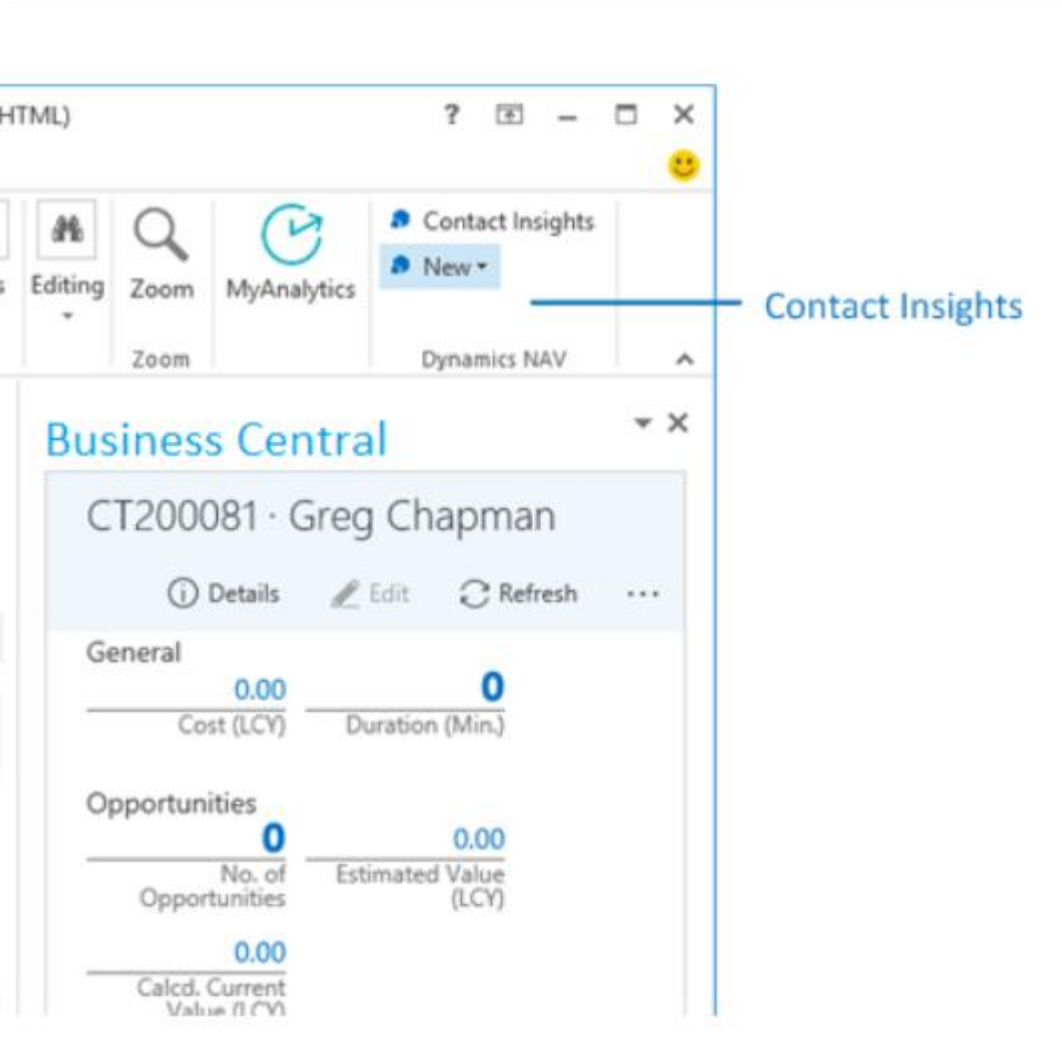 HTML)
?
Contact Insights
New
Editing
Zoom
MyAnalytics
Contact Insights
Zoom
Dynamics NAV
Business Central
CT200081 · Greg Chapman
Details Edit Refresh ...
General
0.00 0
Cost (LCY) Duration (Min.)
Opportunities
0 0.00
No. of Estimated Value
Opportunities (LCY)
0.00
Calcd. Current
Value (LCY)